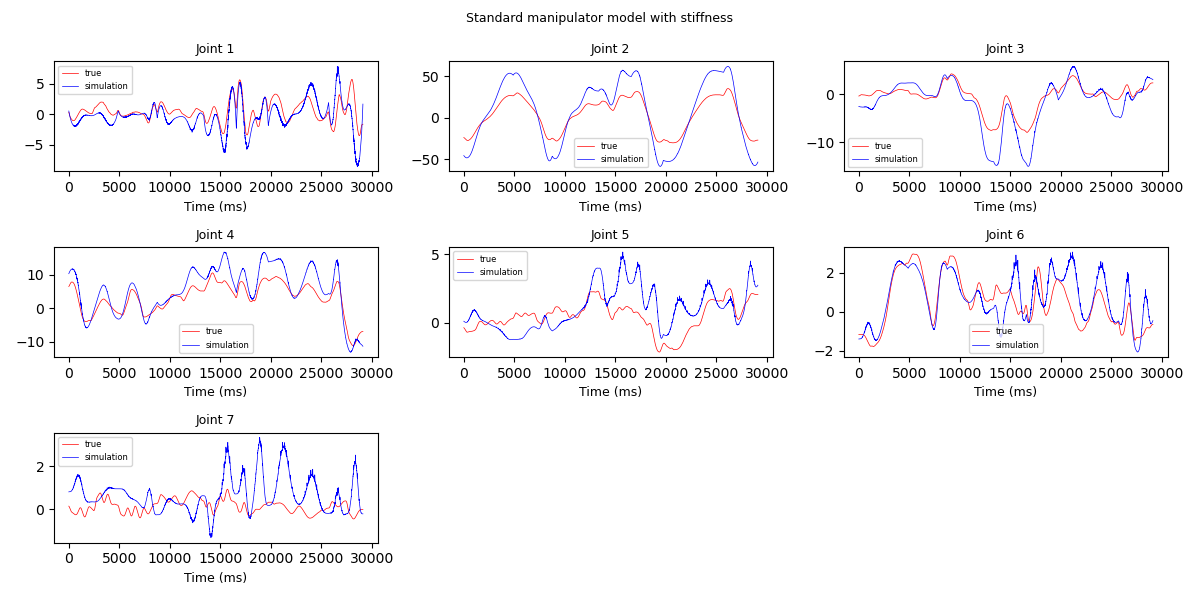 Standard manipulator model with stiffness
Joint 1
true
simulation
5
0
−5
0 5000 10000 15000 20000 25000 30000
Time (ms)
Joint 2
true
simulation
50
0
−50
0 5000 10000 15000 20000 25000 30000
Time (ms)
Joint 3
true
simulation
0
−10
0 5000 10000 15000 20000 25000 30000
Time (ms)
Joint 4
true
simulation
10
0
−10
0 5000 10000 15000 20000 25000 30000
Time (ms)
Joint 5
true
simulation
5
0
0 5000 10000 15000 20000 25000 30000
Time (ms)
Joint 6
true
simulation
2
0
−2
0 5000 10000 15000 20000 25000 30000
Time (ms)
Joint 7
true
simulation
2
0
0 5000 10000 15000 20000 25000 30000
Time (ms)